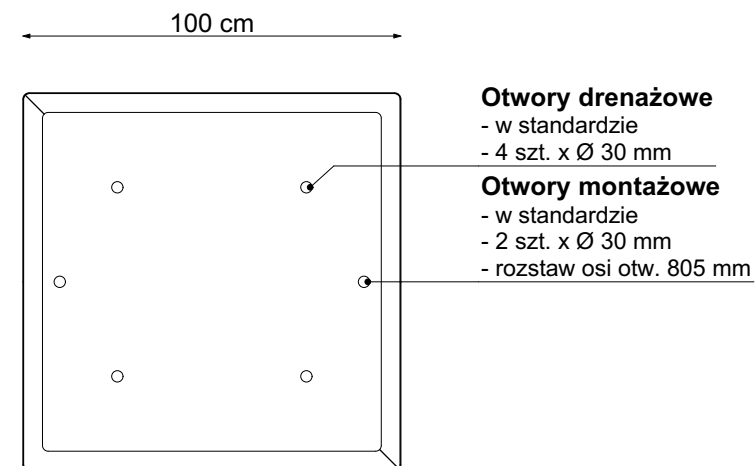 100 cm
Otwory drenażowe
- w standardzie
- 4 szt. x Ø 30 mm
Otwory montażowe
- w standardzie
- 2 szt. x Ø 30 mm
- rozstaw osi otw. 805 mm